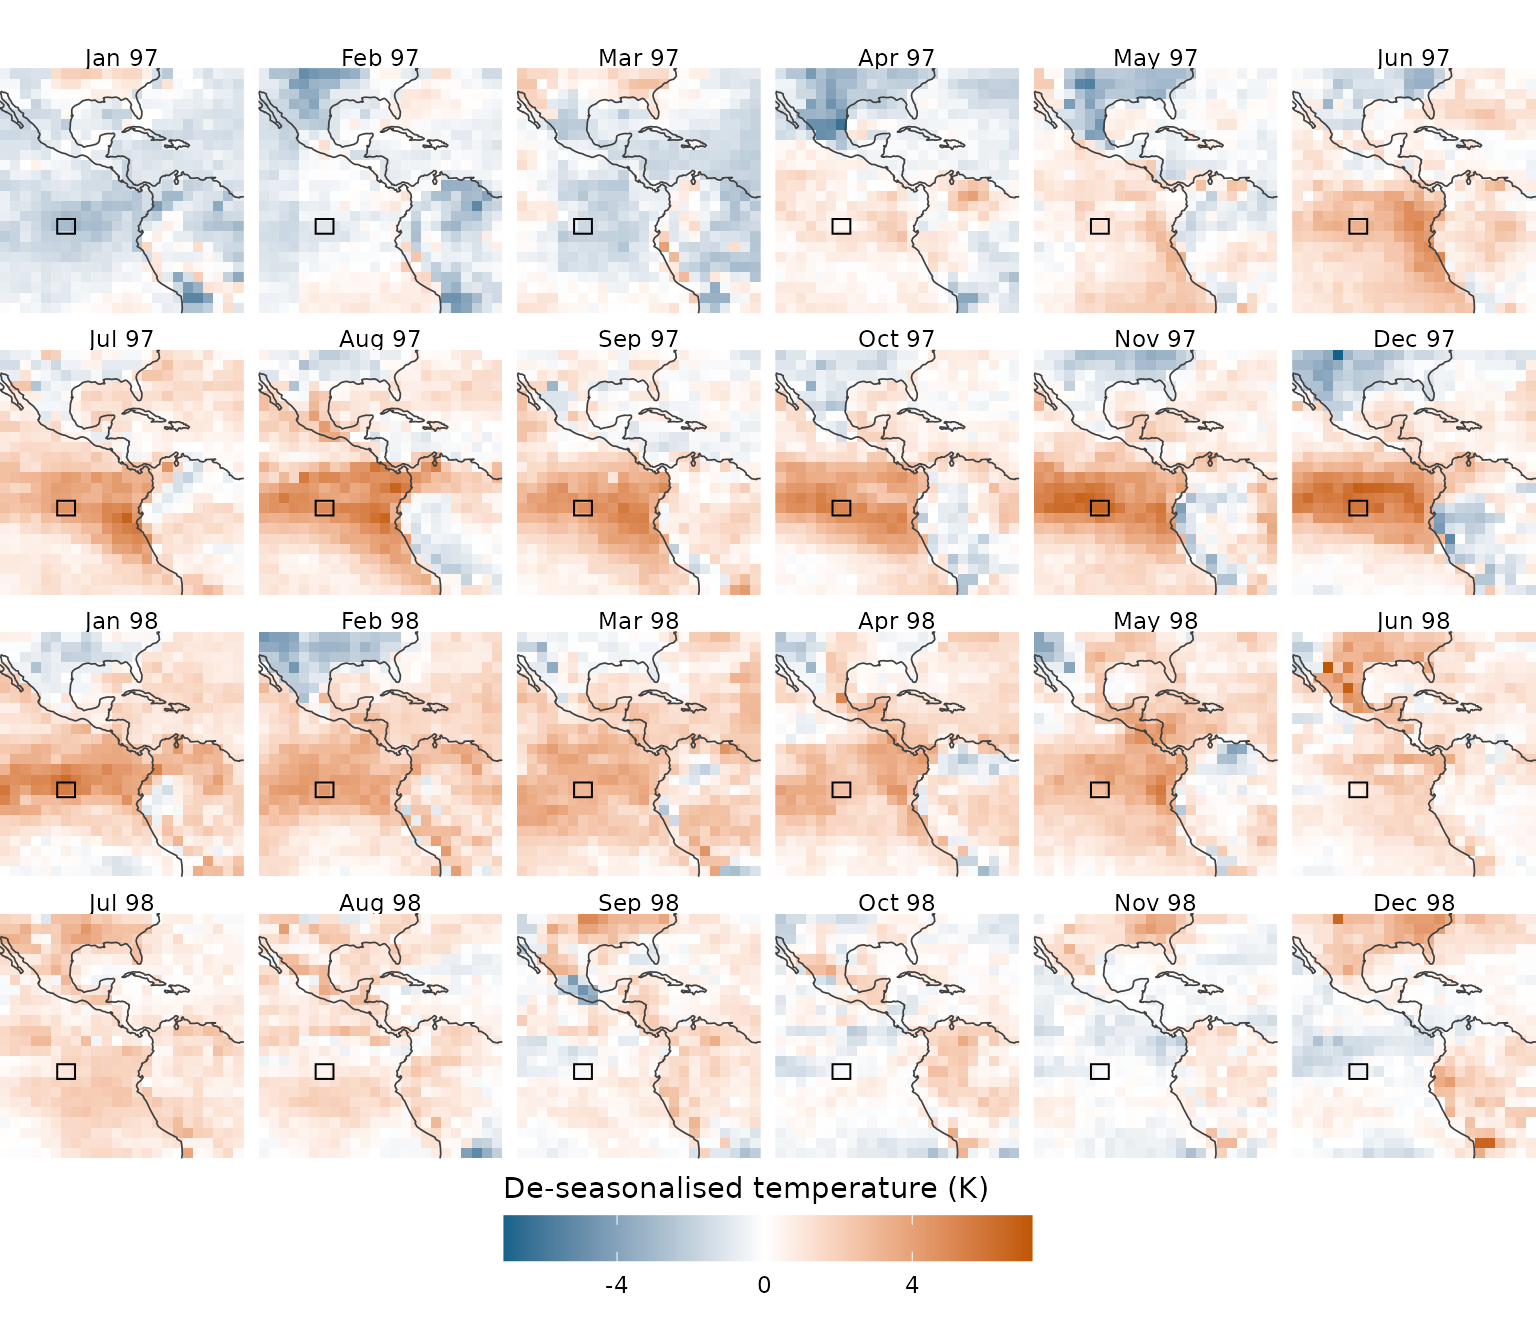 Jan 97 Feb 97 Mar 97 Apr 97 May 97 Jun 97
Jul 97 Aug 97 Sep 97 Oct 97 Nov 97 Dec 97
Jan 98 Feb 98 Mar 98 Apr 98 May 98 Jun 98
Jul 98 Aug 98 Sep 98 Oct 98 Nov 98 Dec 98
De-seasonalised temperature (K)
-4 0 4